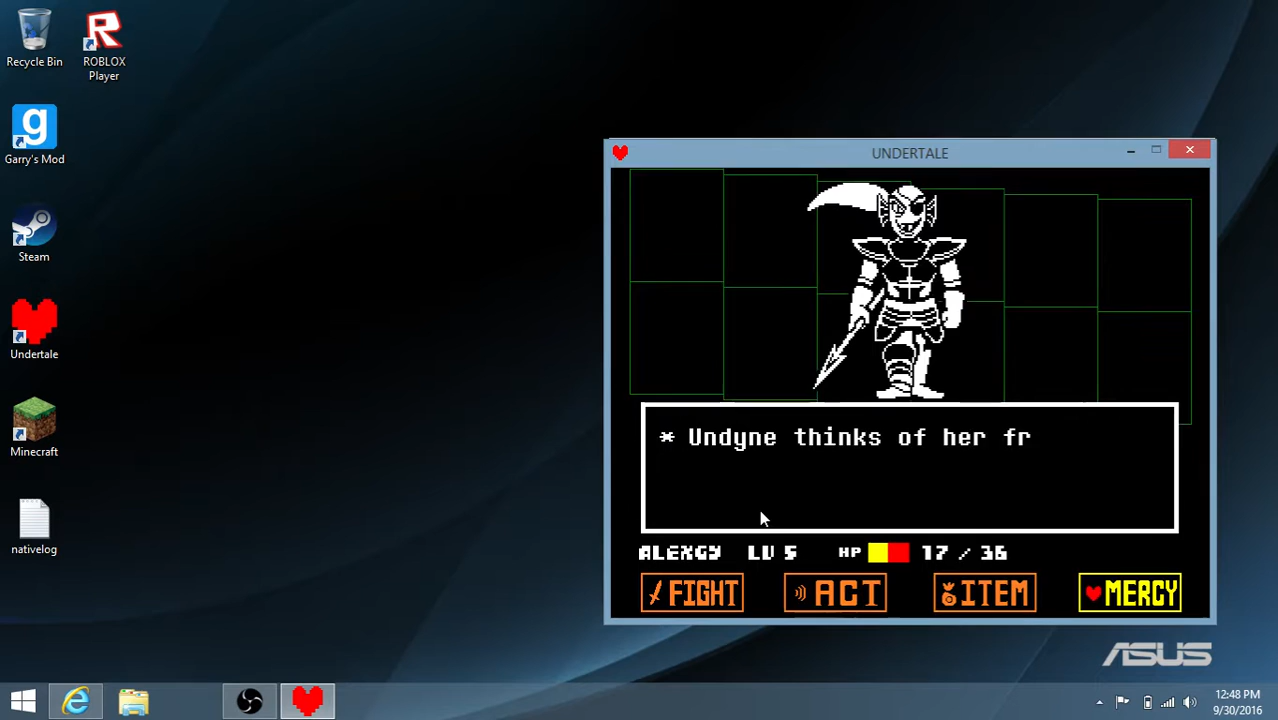 Recycle Bin
ROBLOX Player
Garry's Mod
Steam
Undertale
Minecraft
nativelog
UNDERTALE
* Undyne thinks of her fr
ALEXGY LV 5 HP 17 / 36
FIGHT ACT ITEM MERCY
ASUS
12:48 PM
9/30/2016